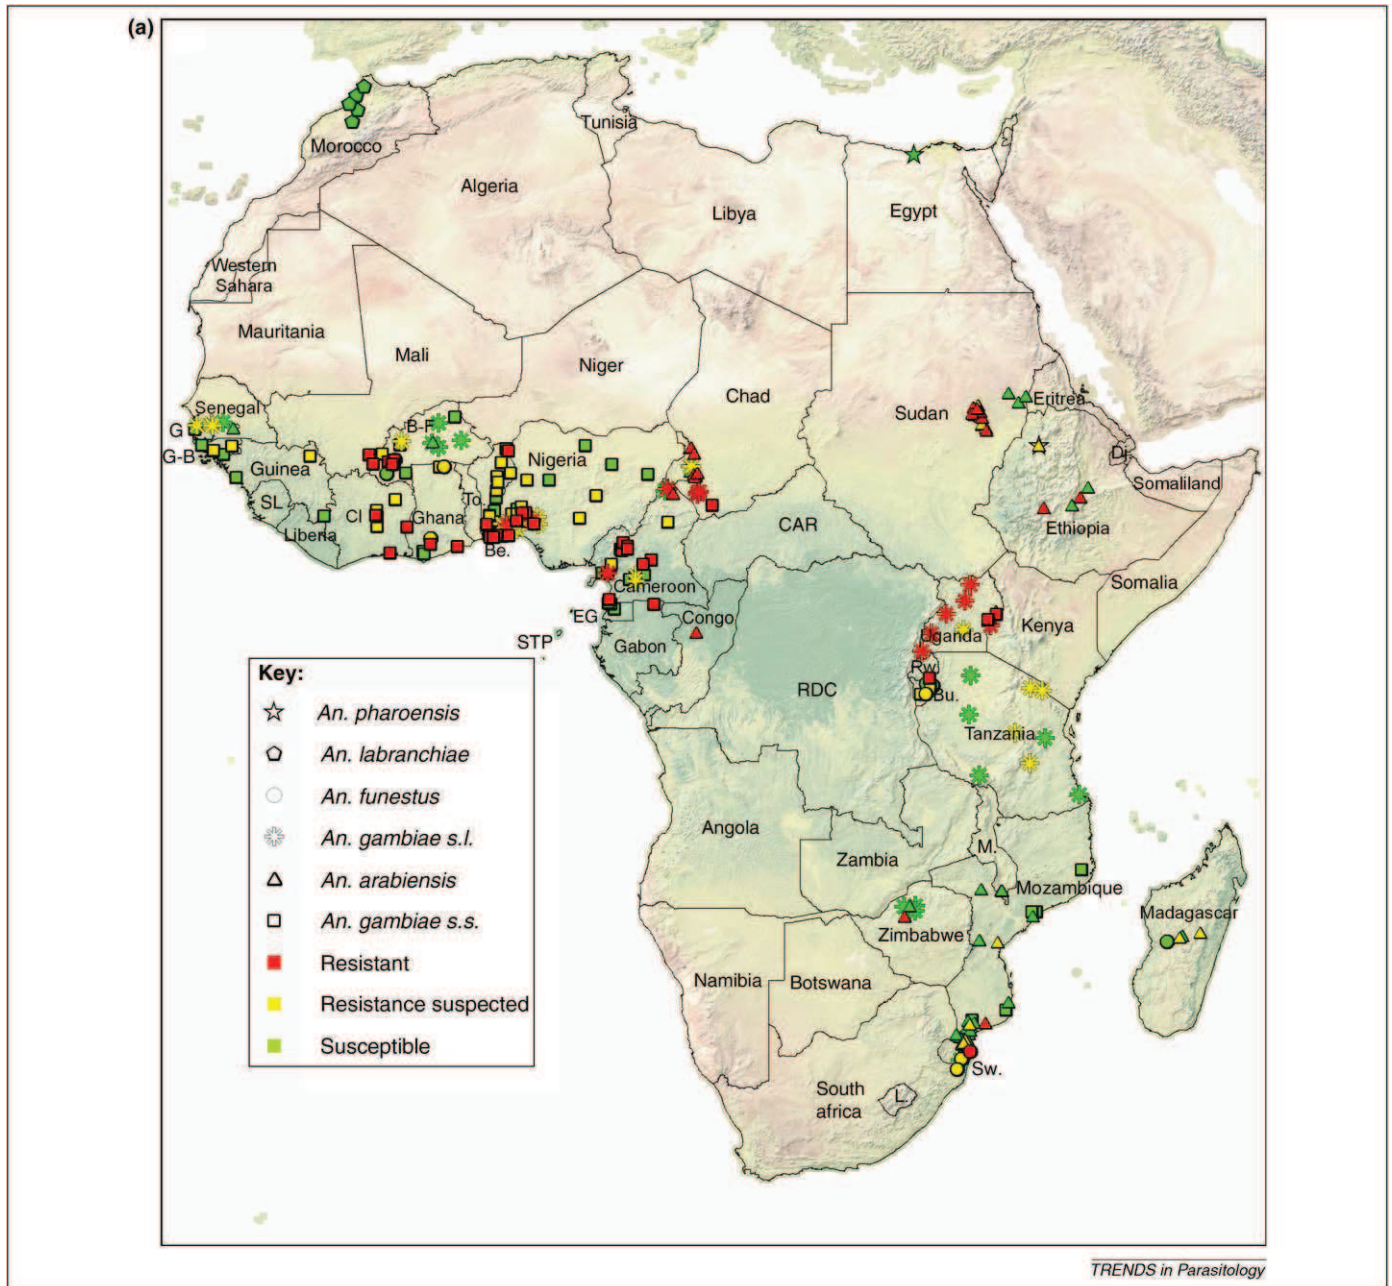 (a)
Tunisia
Morocco
Algeria
Libya
Egypt
Western
Sahara
Mauritania
Mali
Niger
Chad
Sudan
Eritrea
Senegal
G
B-F
G-B
Guinea
Nigeria
Dj.
Somaliland
SL
CI
Ghana
To.
Liberia
Be.
CAR
Ethiopia
Somalia
Cameroon
EG
Congo
Uganda
Kenya
STP
Gabon
Rw.
RDC
Bu.
Tanzania
Angola
Zambia
M.
Mozambique
Madagascar
Zimbabwe
Namibia
Botswana
Sw.
South
africa
L.
Key:
An. pharoensis
An. labranchiae
An. funestus
An. gambiae s.l.
An. arabiensis
An. gambiae s.s.
Resistant
Resistance suspected
Susceptible
TRENDS in Parasitology